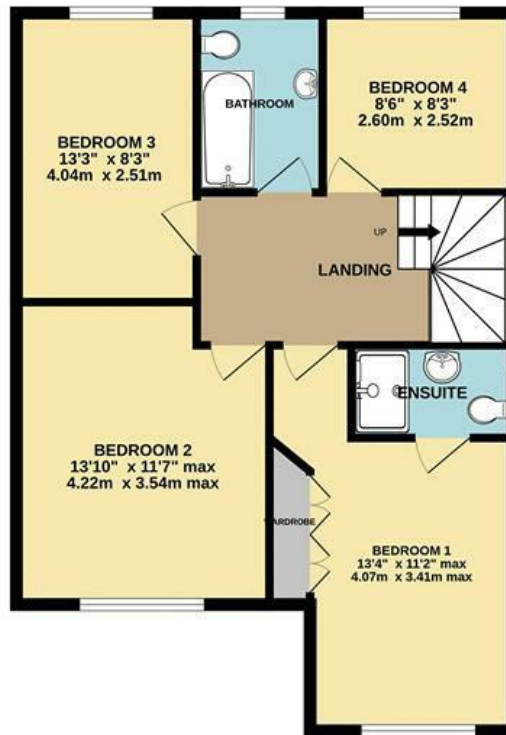 BEDROOM 3
13'3" x 8'3"
4.04m x 2.51m
BATHROOM
BEDROOM 4
8'6" x 8'3"
2.60m x 2.52m
UP
LANDING
ENSUITE
BEDROOM 2
13'10" x 11'7" max
4.22m x 3.54m max
WARDROBE
BEDROOM 1
13'4" x 11'2" max
4.07m x 3.41m max